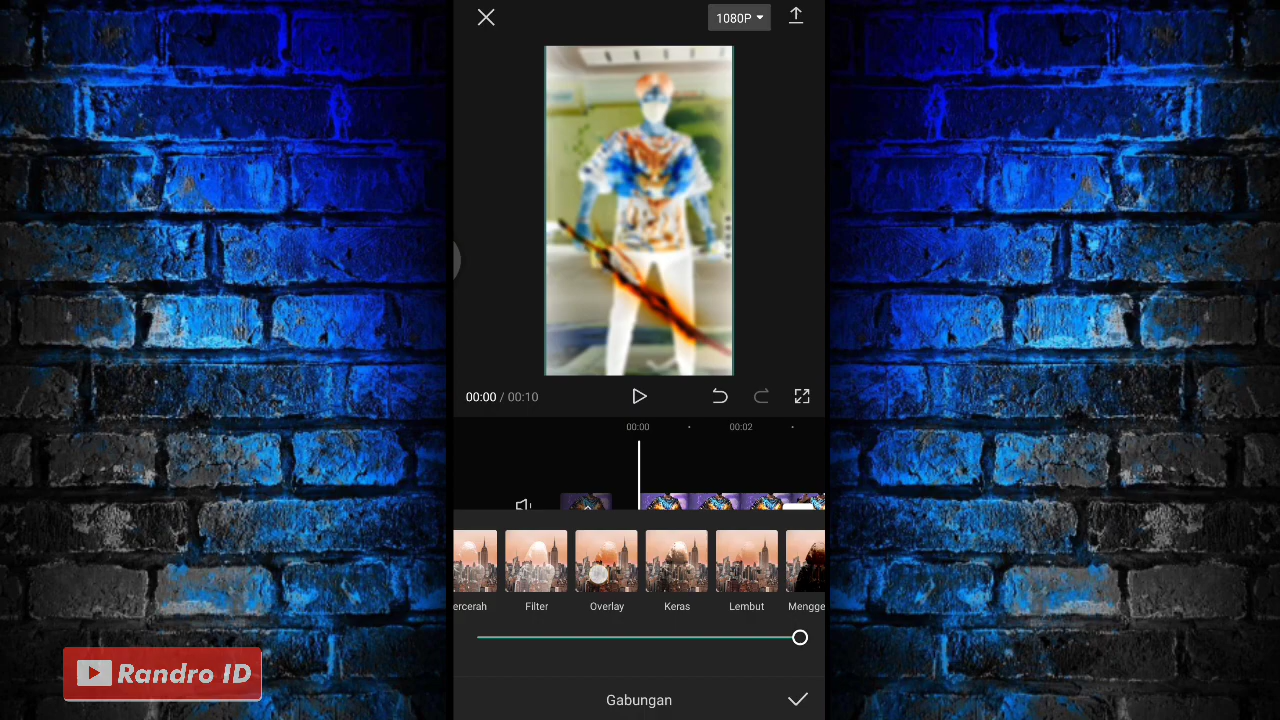 1080P
00:00 / 00:10
00:00
00:02
ercerah
Filter
Overlay
Keras
Lembut
Mengge
Gabungan
Randro ID